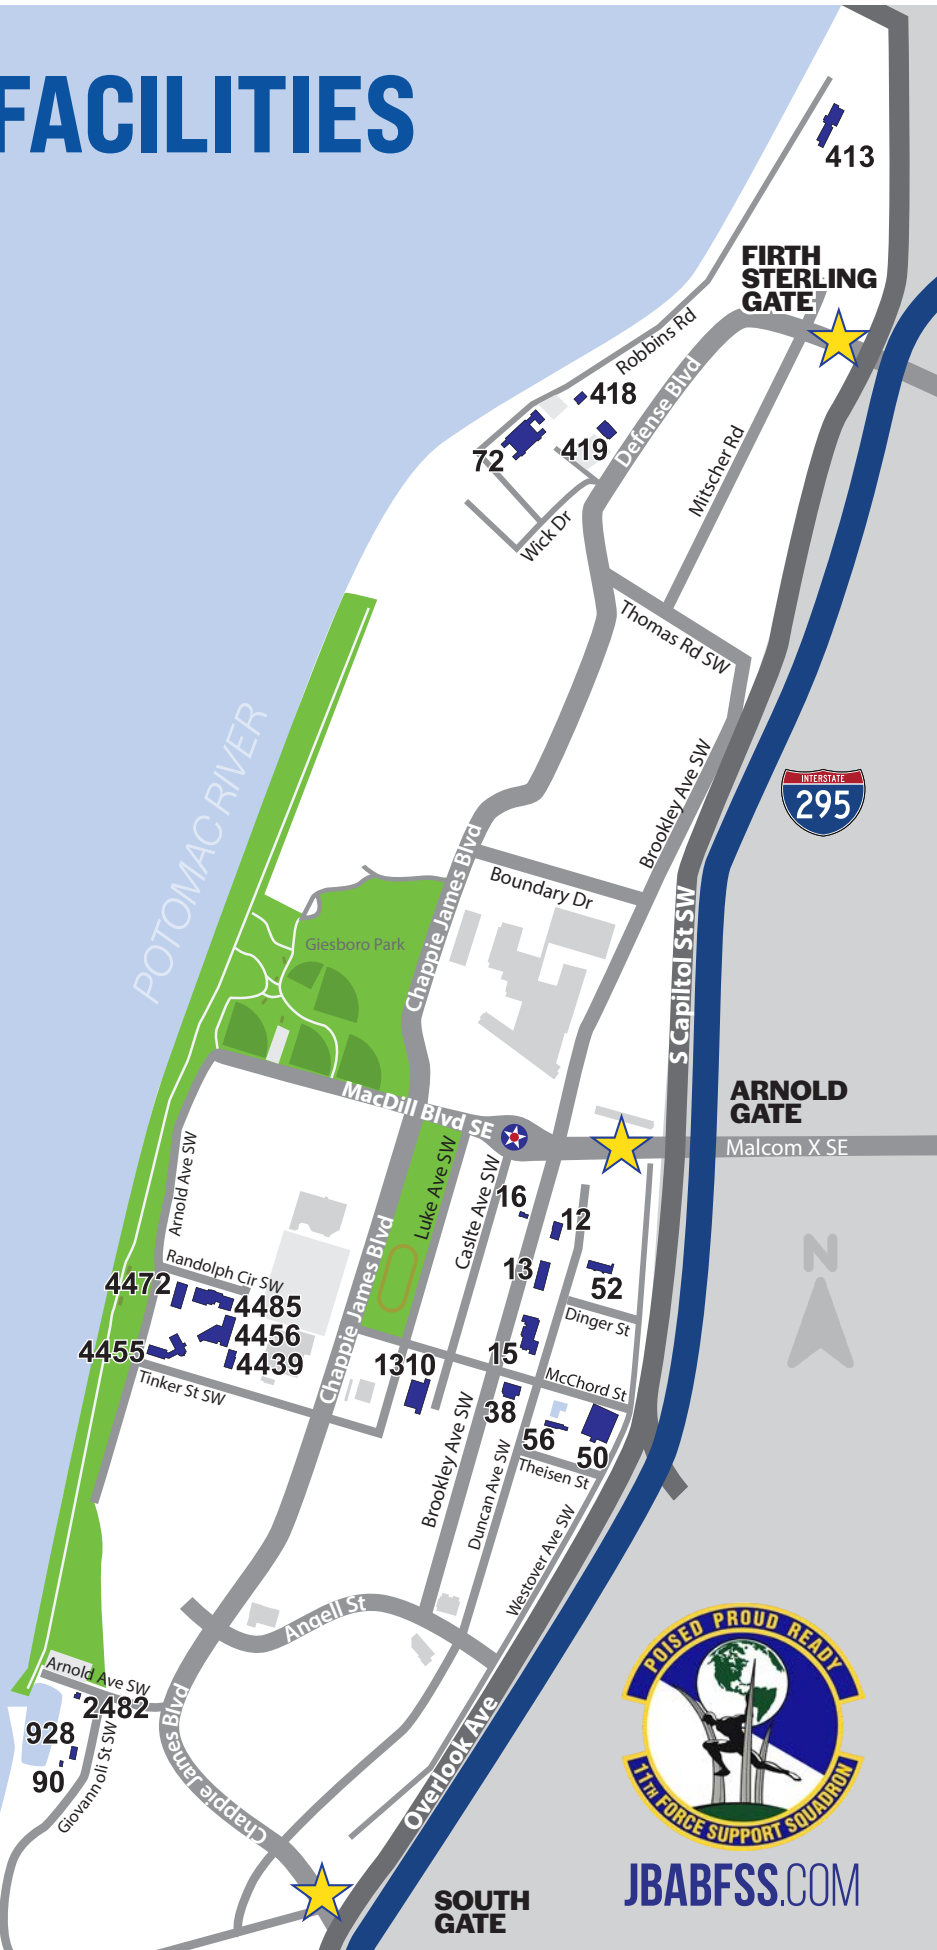 FACILITIES
413
FIRTH
STERLING
GATE
Robbins Rd
418
Defense Blvd
419
72
Mitscher Rd
Wick Dr
Thomas Rd SW
POTOMAC RIVER
Brookley Ave SW
INTERSTATE
295
Chappie James Blvd
Boundary Dr
S Capiltol St SW
Giesboro Park
MacDill Blvd SE
ARNOLD
GATE
Malcom X SE
Arnold Ave SW
Luke Ave SW
Caslte Ave SW
16
12
Chappie James Blvd
N
Randolph Cir SW
13
52
4472
4485
Dinger St
4456
4455
4439
1310
15
Tinker St SW
McChord St
38
56
50
Brookley Ave SW
Duncan Ave SW
Theisen St
Westover Ave SW
Angell St
POISED PROUD READY
Arnold Ave SW
2482
928
90
Giovannoli St SW
Chappie James Blvd
Overlook Ave
11TH FORCE SUPPORT SQUADRON
JBABFSS.COM
SOUTH
GATE